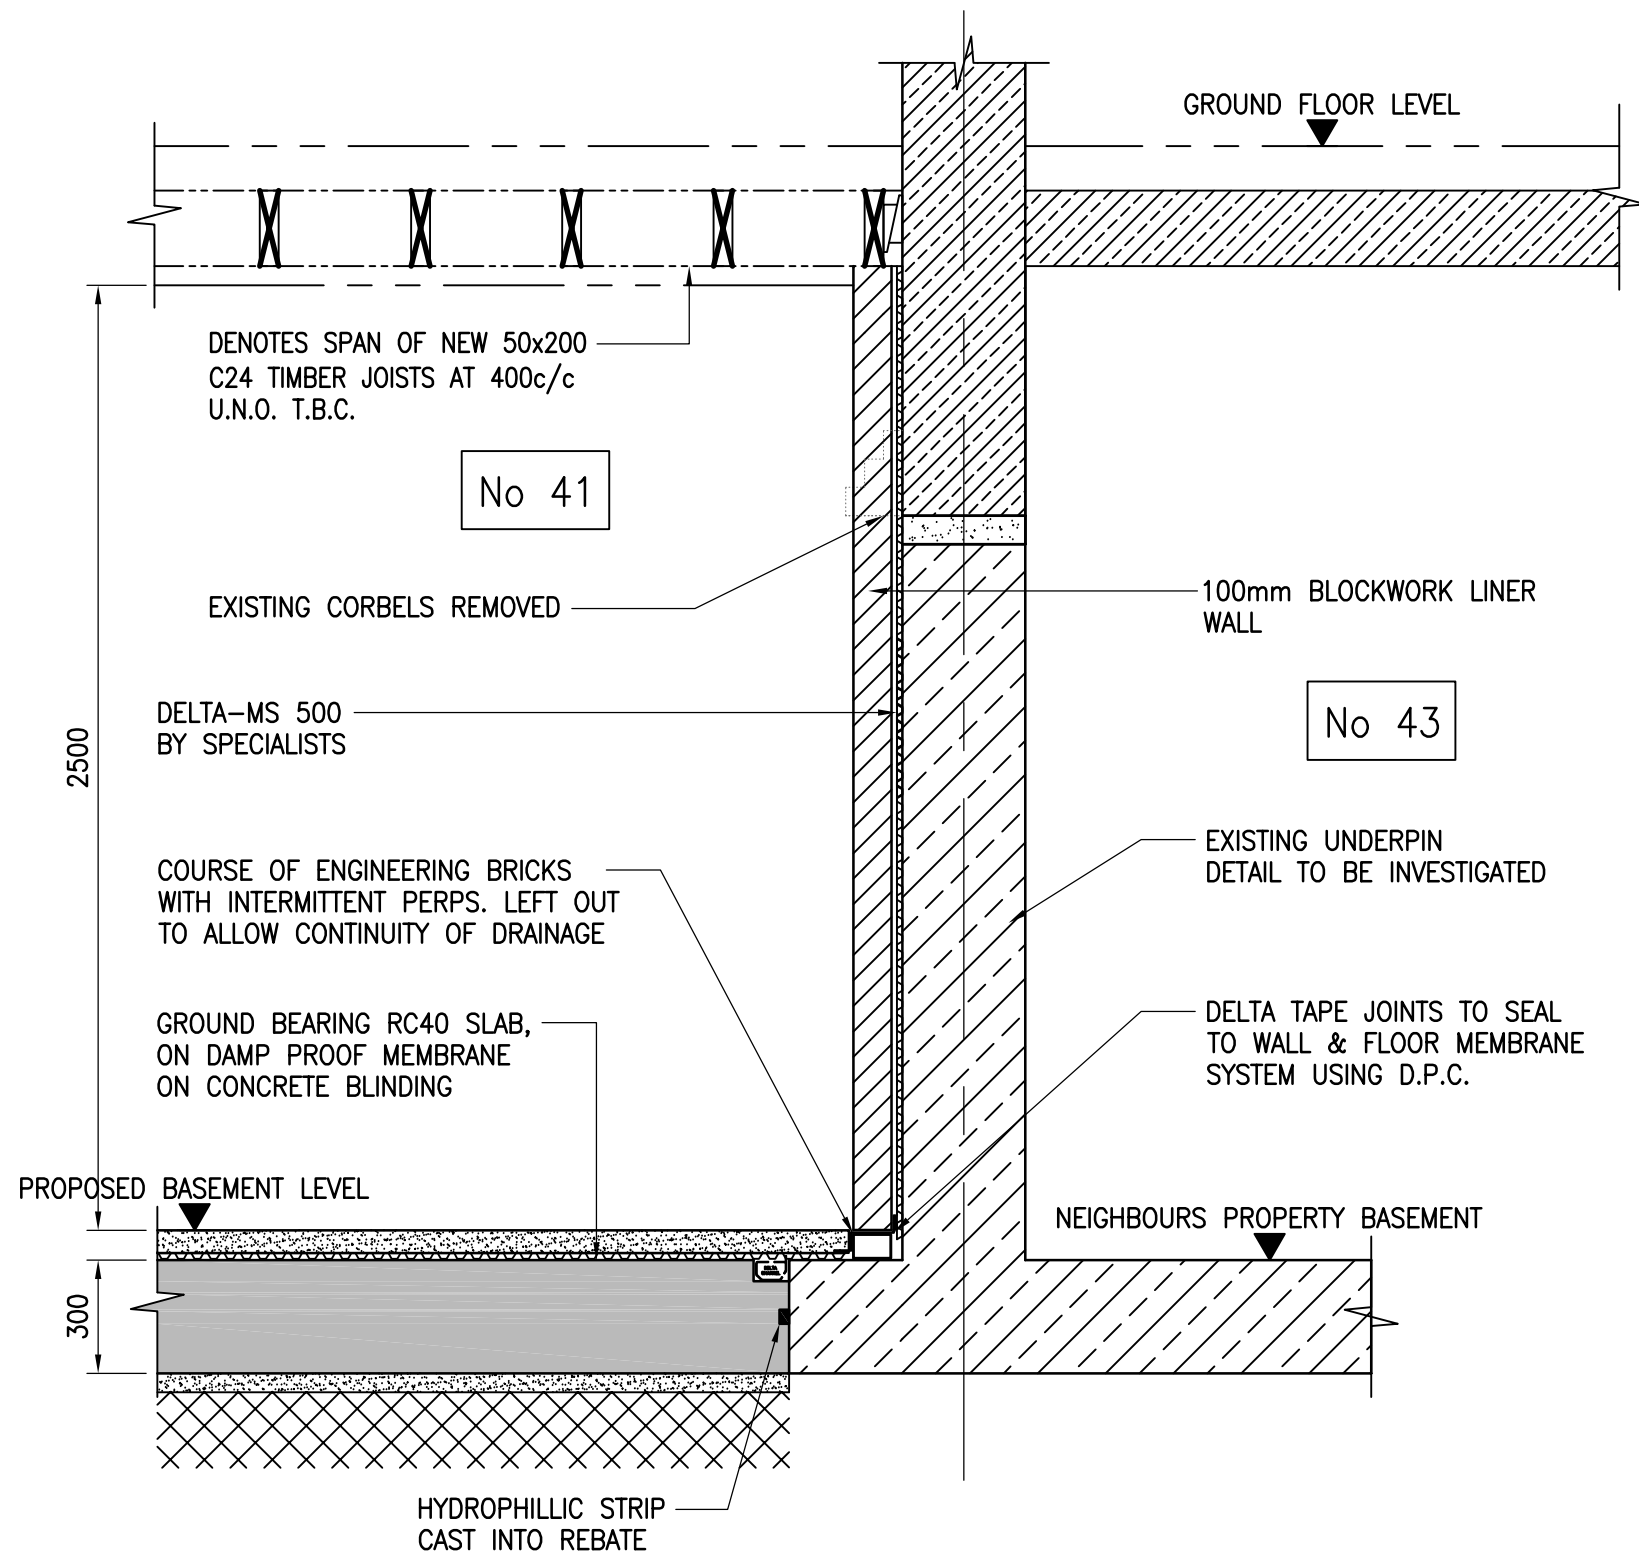 GROUND FLOOR LEVEL
DENOTES SPAN OF NEW 50x200
C24 TIMBER JOISTS AT 400c/c
U.N.O. T.B.C.
No 41
EXISTING CORBELS REMOVED
100mm BLOCKWORK LINER
WALL
DELTA-MS 500
BY SPECIALISTS
No 43
2500
COURSE OF ENGINEERING BRICKS
WITH INTERMITTENT PERPS. LEFT OUT
TO ALLOW CONTINUITY OF DRAINAGE
EXISTING UNDERPIN
DETAIL TO BE INVESTIGATED
GROUND BEARING RC40 SLAB,
ON DAMP PROOF MEMBRANE
ON CONCRETE BLINDING
DELTA TAPE JOINTS TO SEAL
TO WALL & FLOOR MEMBRANE
SYSTEM USING D.P.C.
PROPOSED BASEMENT LEVEL
NEIGHBOURS PROPERTY BASEMENT
300
HYDROPHILLIC STRIP
CAST INTO REBATE